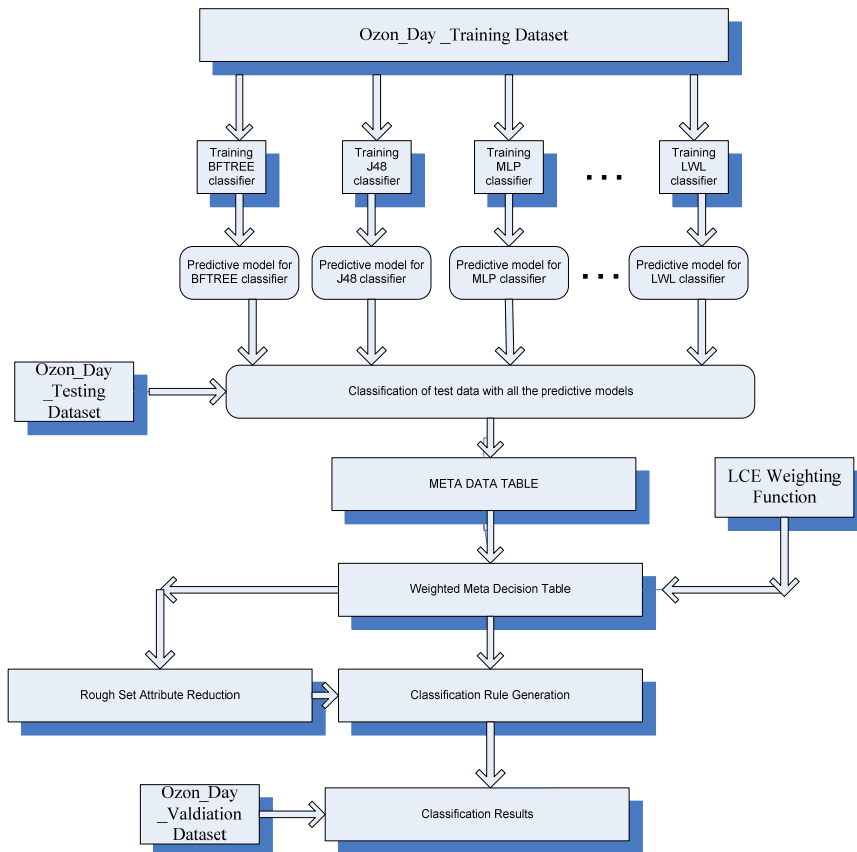 Ozon_Day _Training Dataset
Training
BFTREE
classifier
Training
J48
classifier
Training
MLP
classifier
. . .
Training
LWL
classifier
Predictive model for
BFTREE classifier
Predictive model for
J48 classifier
Predictive model for
MLP classifier
. . .
Predictive model for
LWL classifier
Ozon_Day
_Testing
Dataset
Classification of test data with all the predictive models
META DATA TABLE
LCE Weighting
Function
Weighted Meta Decision Table
Rough Set Attribute Reduction
Classification Rule Generation
Ozon_Day
_Valdiation
Dataset
Classification Results